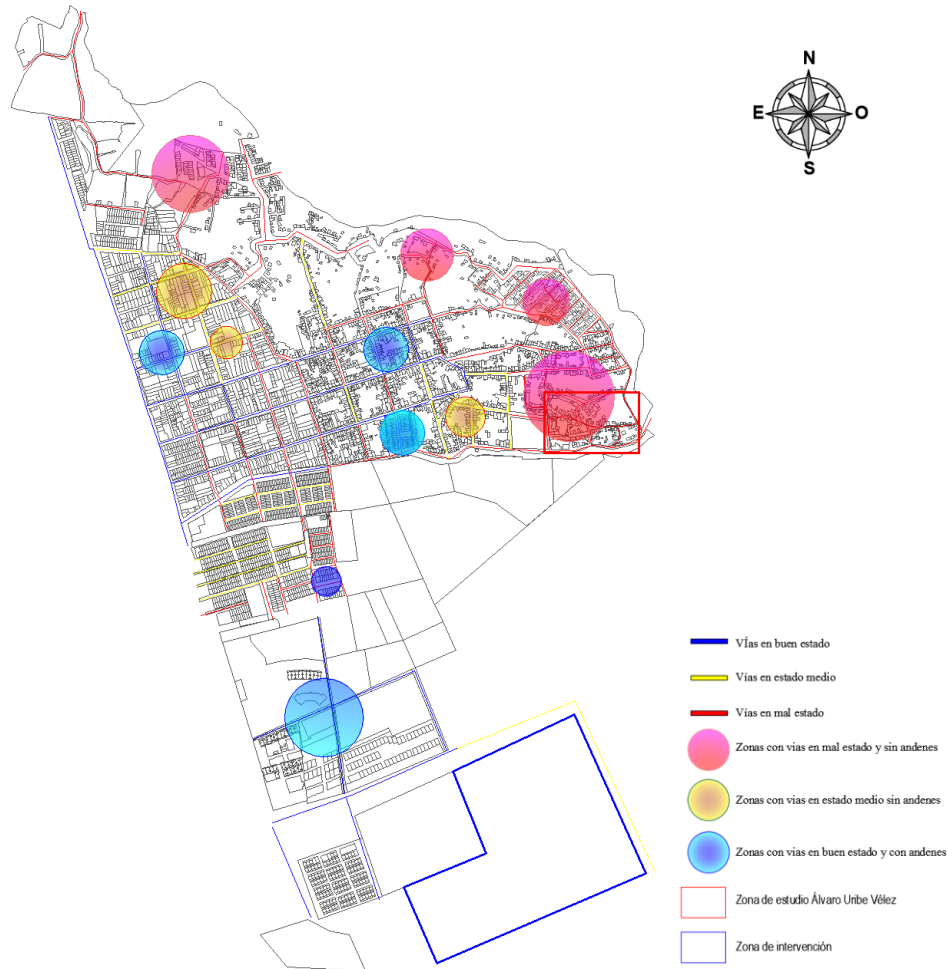 N
E O
S
VÍas en buen estado
Vías en estado medio
Vías en mal estado
Zonas con vias en mal estado y sin andenes
Zonas con vias en estado medio sin andenes
Zonas con vias en buen estado y con andenes
Zona de estudio Álvaro Uribe Vélez
Zona de intervención